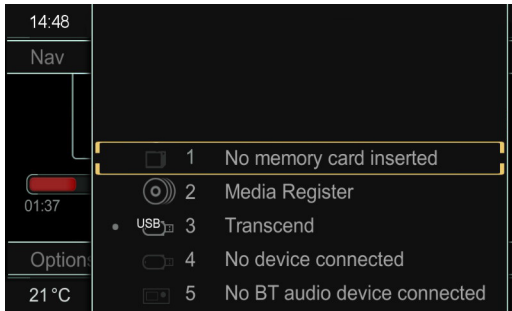 14:48
Nav
1 No memory card inserted
2 Media Register
01:37
USB 3 Transcend
Options
4 No device connected
21°C
5 No BT audio device connected